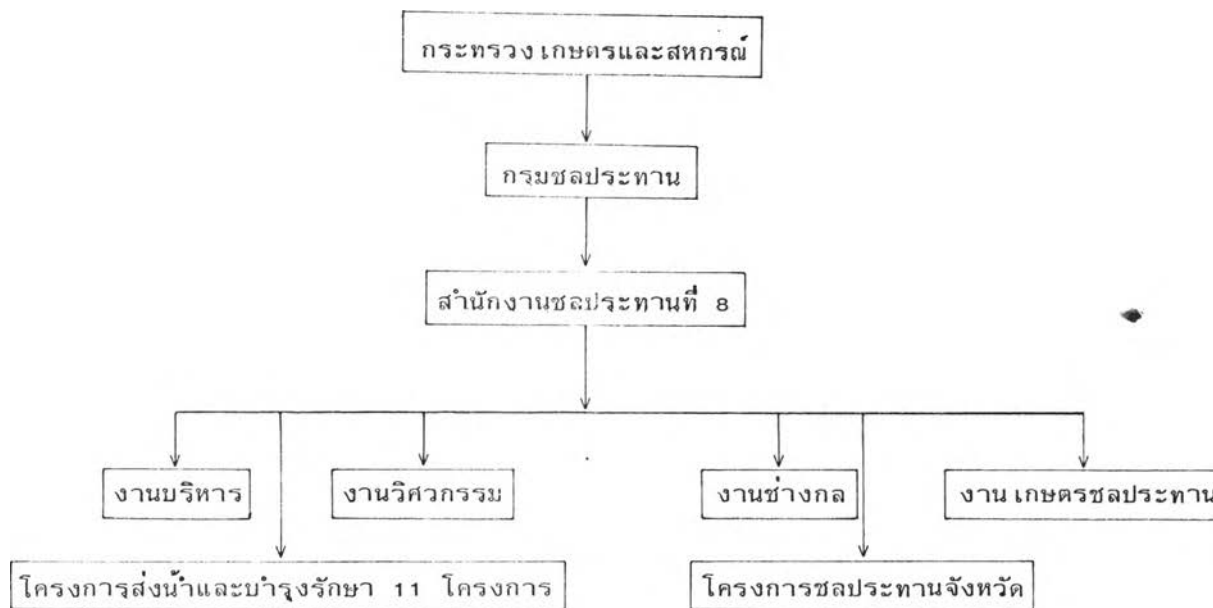 กระทรวงเกษตรและสหกรณ์
กรมชลประทาน
สำนักงานชลประทานที่ 8
งานบริหาร
งานวิศวกรรม
งานช่างกล
งานเกษตรชลประทาน
โครงการส่งน้ำและบำรุงรักษา 11 โครงการ
โครงการชลประทานจังหวัด